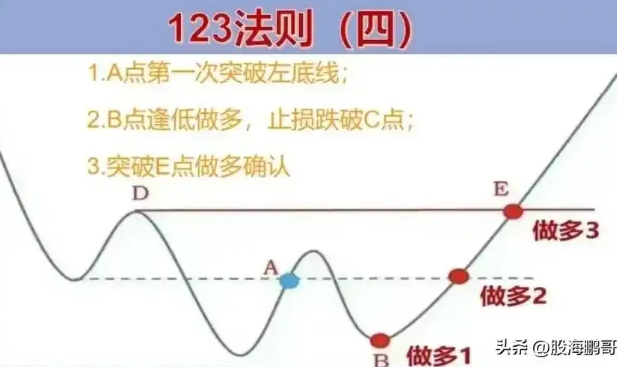 123法则（四）
1.A点第一次突破左底线；
2.B点逢低做多，止损跌破C点；
3.突破E点做多确认
D
E
做多3
A
做多2
B
做多1
头条 @股海鹏哥